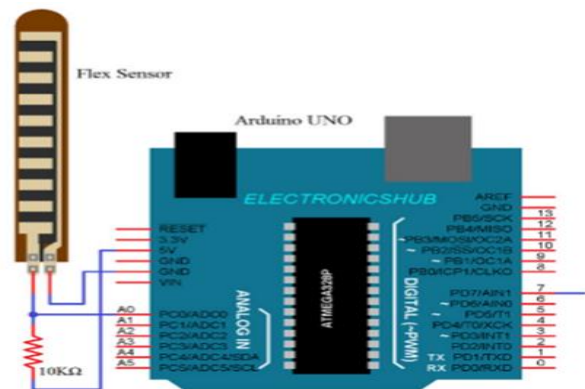 Flex Sensor
Arduino UNO
ELECTRONICSHUB
RESET
3.3V
5V
GND
GND
VIN
A0 PC0/ADC0
A1 PC1/ADC1
A2 PC2/ADC2
A3 PC3/ADC3
A4 PC4/ADC4/SDA
A5 PC5/ADC5/SCL
ANALOG IN
10KΩ
ATMEGA328P
DIGITAL (~PWM)
AREF
GND
PB5/SCK 13
PB4/MISO 12
~PB3/MOSI/OC2A 11
~ PB2/SS/OC1B 10
~ PB1/OC1A 9
PB0/ICP1/CLKO 8
PD7/AIN1 7
~PD6/AIN0 6
~ PD5/T1 5
PD4/T0/XCK 4
~PD3/INT1 3
PD2/INT0 2
TX PD1/TXD 1
RX PD0/RXD 0